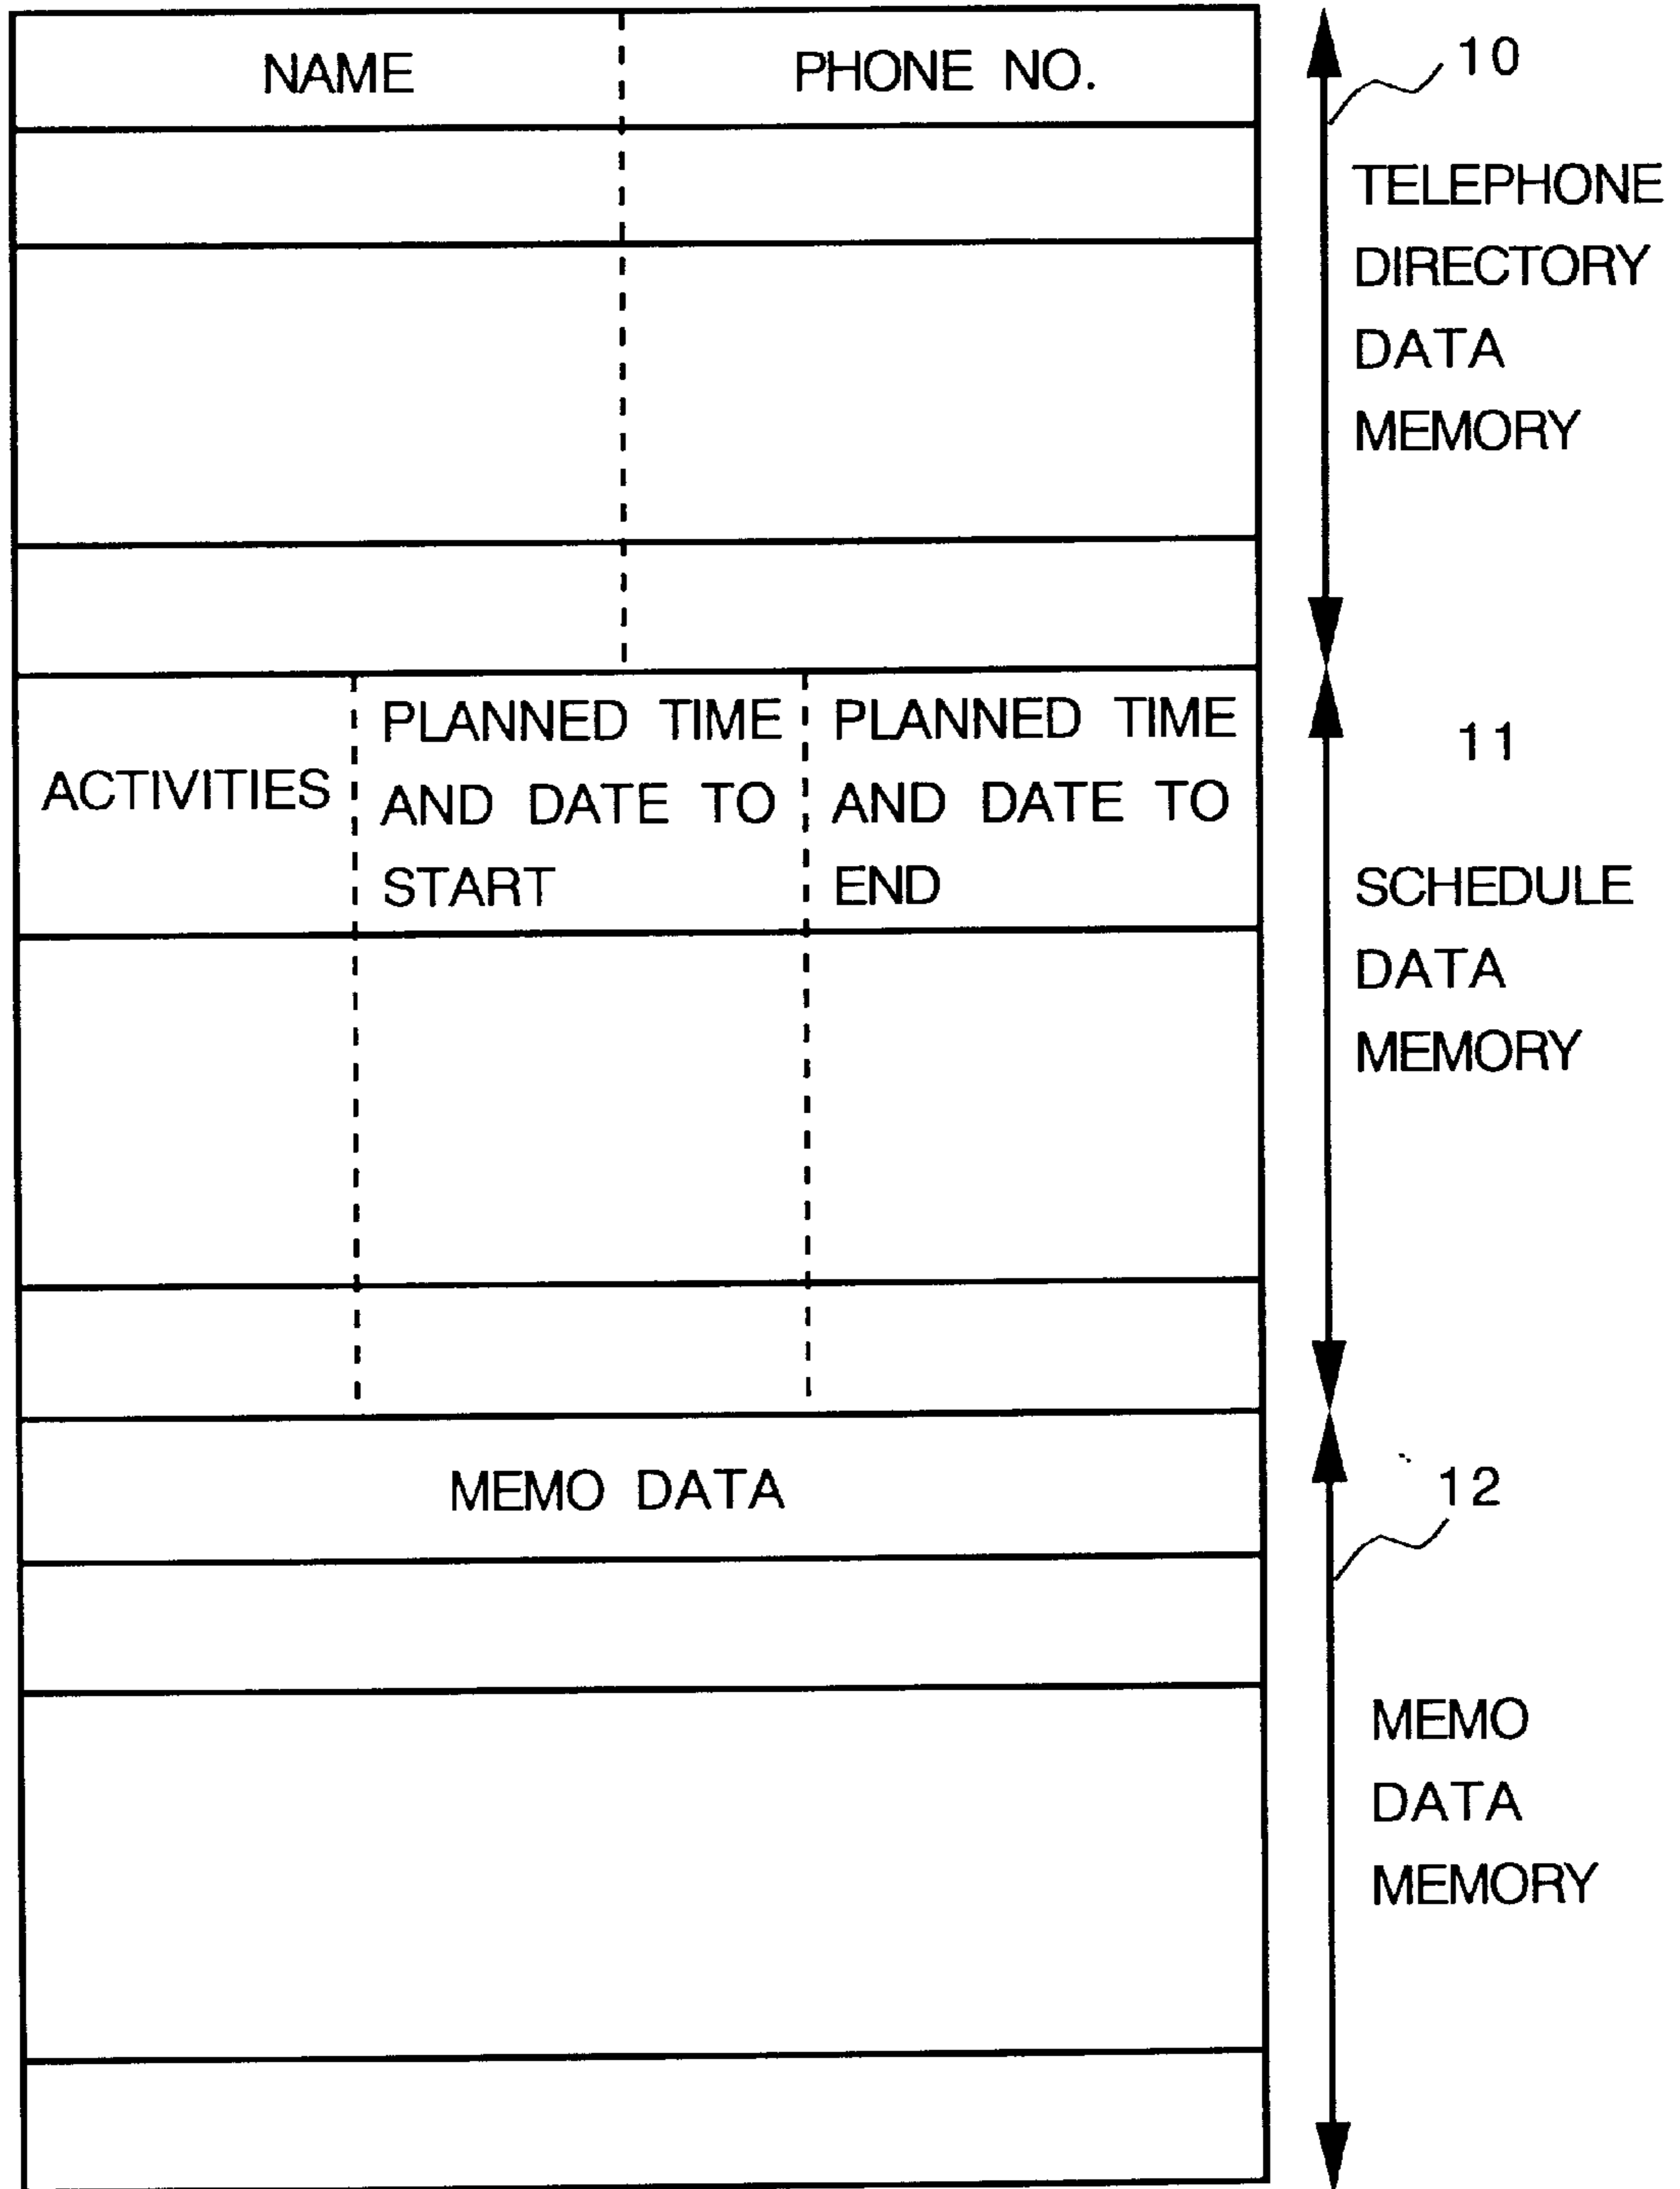 NAME
PHONE NO.
10
TELEPHONE
DIRECTORY
DATA
MEMORY
ACTIVITIES
PLANNED TIME
AND DATE TO
START
PLANNED TIME
AND DATE TO
END
11
SCHEDULE
DATA
MEMORY
MEMO DATA
12
MEMO
DATA
MEMORY